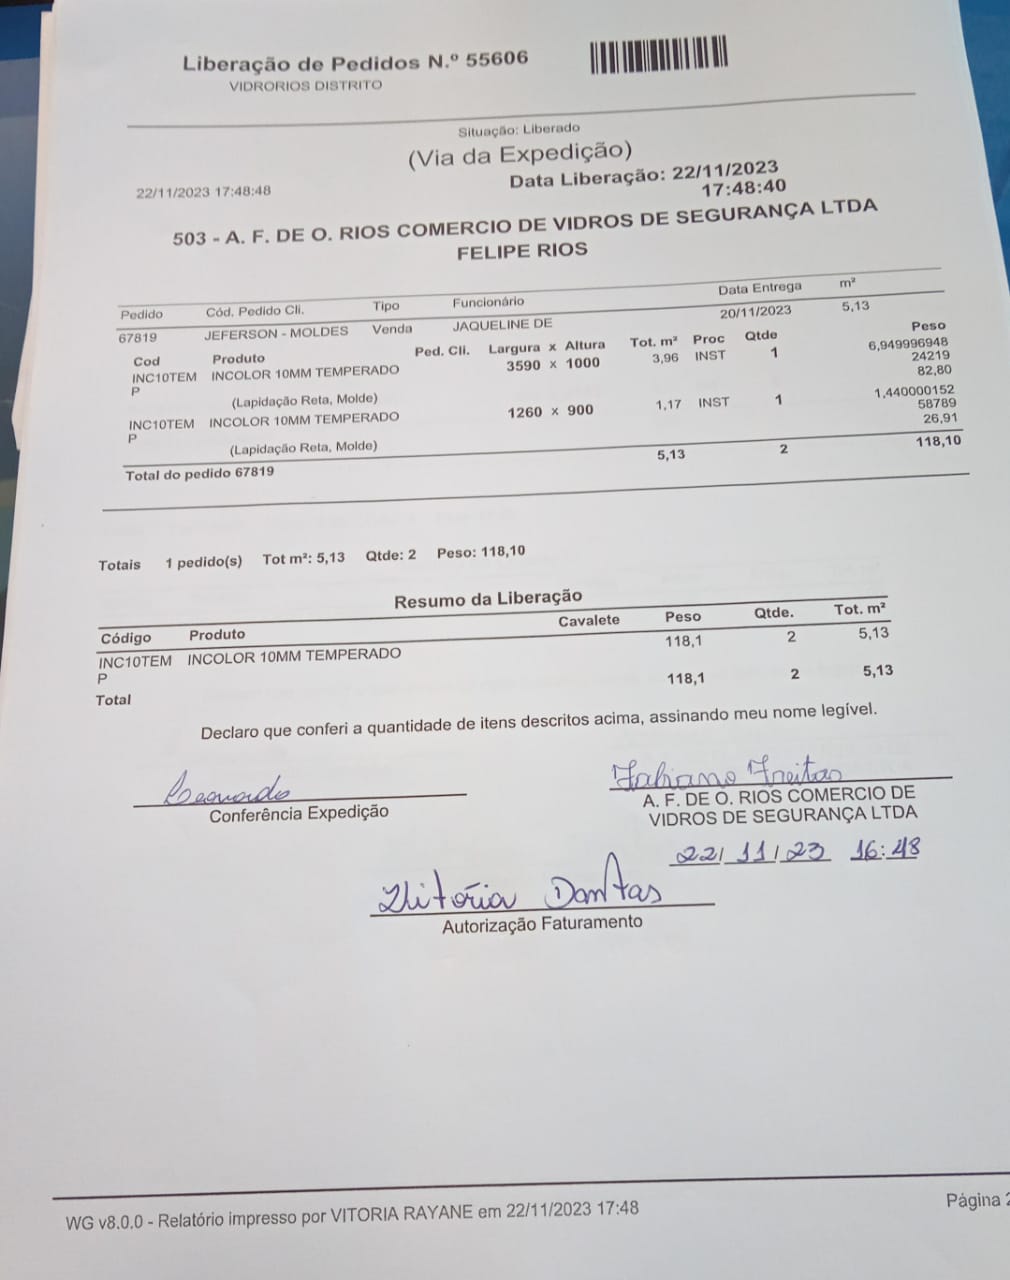 Liberação de Pedidos N.º 55606
VIDRORIOS DISTRITO
Situação: Liberado
(Via da Expedição)
22/11/2023 17:48:48
Data Liberação: 22/11/2023
17:48:40
503 - A. F. DE O. RIOS COMERCIO DE VIDROS DE SEGURANÇA LTDA
FELIPE RIOS
Pedido Cód. Pedido Cli. Tipo Funcionário Data Entrega m²
67819 JEFERSON - MOLDES Venda JAQUELINE DE 20/11/2023 5,13
Cod Produto Ped. Cli. Largura x Altura Tot. m² Proc Qtde Peso
INC10TEM INCOLOR 10MM TEMPERADO 3590 x 1000 3,96 INST 1 6,949996948
P 24219
(Lapidação Reta, Molde) 82,80
INC10TEM INCOLOR 10MM TEMPERADO 1260 x 900 1,17 INST 1 1,440000152
P 58789
(Lapidação Reta, Molde) 26,91
Total do pedido 67819 5,13 2 118,10
Totais 1 pedido(s) Tot m²: 5,13 Qtde: 2 Peso: 118,10
Resumo da Liberação
Código Produto Cavalete Peso Qtde. Tot. m²
INC10TEM INCOLOR 10MM TEMPERADO 118,1 2 5,13
P
Total 118,1 2 5,13
Declaro que conferi a quantidade de itens descritos acima, assinando meu nome legível.
Fabiano Freitas
Conferência Expedição
A. F. DE O. RIOS COMERCIO DE
VIDROS DE SEGURANÇA LTDA
22/11/23 16:48
Vitória Dantas
Autorização Faturamento
WG v8.0.0 - Relatório impresso por VITORIA RAYANE em 22/11/2023 17:48
Página 2